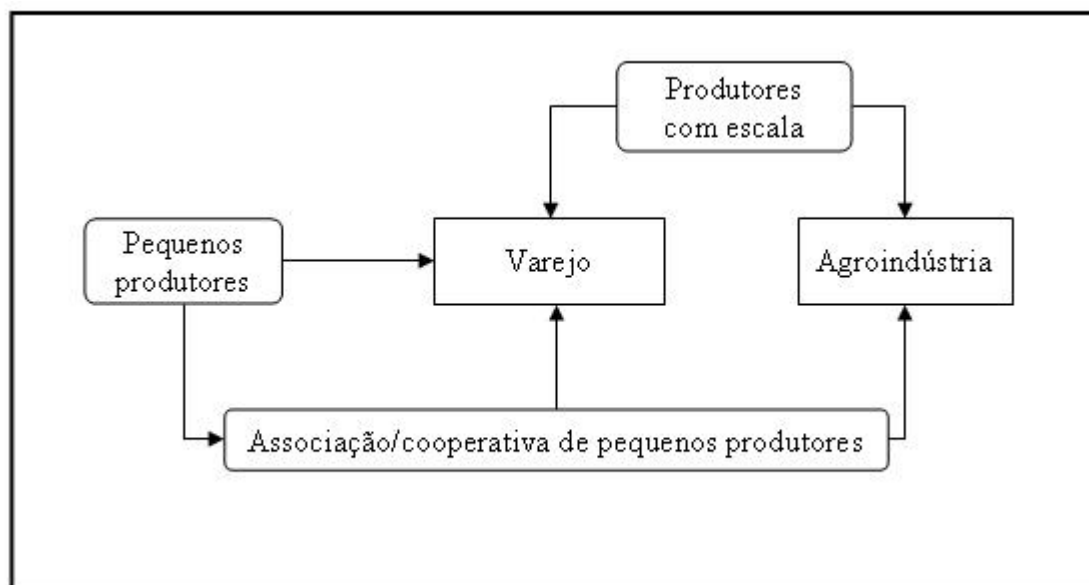 Produtores
com escala
Pequenos
produtores
Varejo
Agroindústria
Associação/cooperativa de pequenos produtores